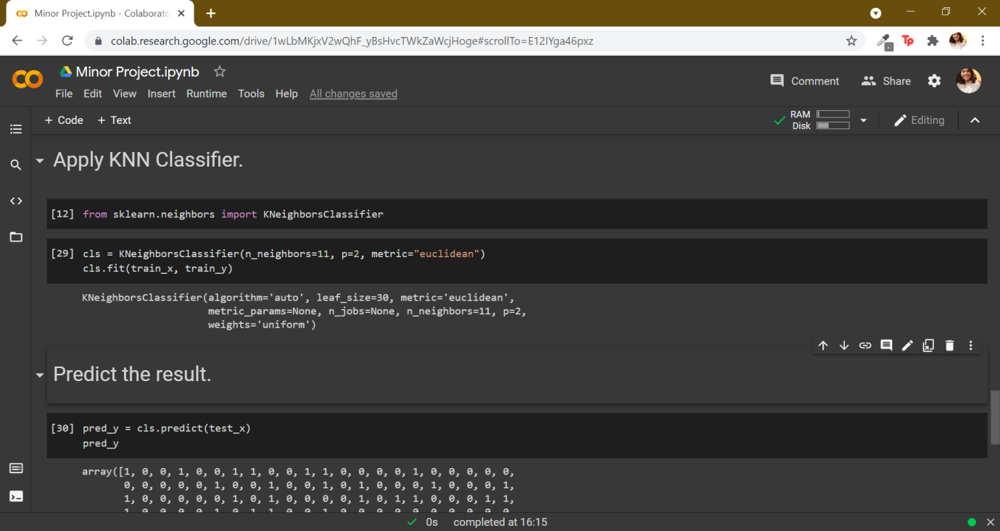 Minor Project.ipynb - Colaborato
colab.research.google.com/drive/1wLbMKjxV2wQhF_yBsHvcTWkZaWcjHoge#scrollTo=E12IYga46pxz
Tp
Minor Project.ipynb
Comment Share
File Edit View Insert Runtime Tools Help All changes saved
+ Code + Text
RAM
Disk
Editing
Apply KNN Classifier.
[12] from sklearn.neighbors import KNeighborsClassifier
[29] cls = KNeighborsClassifier(n_neighbors=11, p=2, metric="euclidean")
cls.fit(train_x, train_y)
KNeighborsClassifier(algorithm='auto', leaf_size=30, metric='euclidean',
metric_params=None, n_jobs=None, n_neighbors=11, p=2,
weights='uniform')
Predict the result.
[30] pred_y = cls.predict(test_x)
pred_y
array([1, 0, 0, 1, 0, 0, 1, 1, 0, 0, 1, 1, 0, 0, 0, 0, 1, 0, 0, 0, 0, 0,
0, 0, 0, 0, 0, 1, 0, 0, 1, 0, 0, 1, 0, 1, 0, 0, 0, 1, 0, 0, 0, 1,
1, 0, 0, 0, 0, 0, 1, 0, 1, 0, 0, 0, 0, 1, 0, 1, 1, 0, 0, 0, 1, 1,
0s completed at 16:15